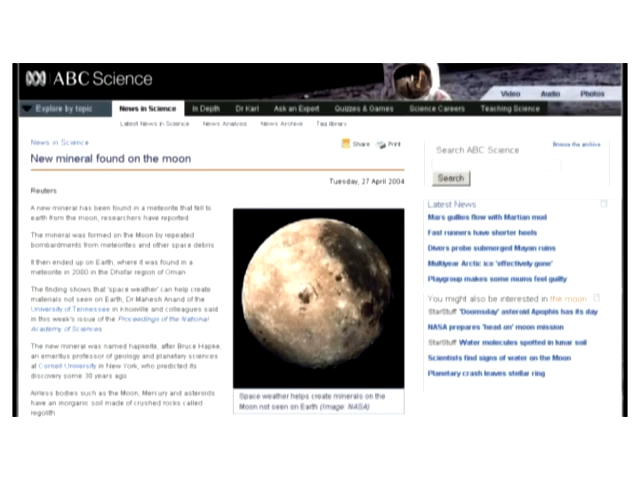 ABC Science
Video Audio Photos
Explore by topic News in Science In Depth Dr Karl Ask an Expert Quizzes & Games Science Careers Teaching Science
Latest News in Science News Analysis News Archive Tag library
News in Science
Share Print
New mineral found on the moon
Tuesday, 27 April 2004
Reuters
A new mineral has been found in a meteorite that fell to
earth from the moon, researchers have reported
The mineral was formed on the Moon by repeated
bombardments from meteorites and other space debris
It then ended up on Earth, where it was found in a
meteorite in 2000 in the Dhofar region of Oman
The finding shows that 'space weather' can help create
materials not seen on Earth, Dr Mahesh Anand of the
University of Tennessee in Knoxville and colleagues said
in this week's issue of the Proceedings of the National
Academy of Sciences
The new mineral was named hapkeite, after Bruce Hapke,
an emeritus professor of geology and planetary sciences
at Cornell University in New York, who predicted its
discovery some 30 years ago
Airless bodies such as the Moon, Mercury and asteroids
have an inorganic soil made of crushed rocks called
regolith
Space weather helps create minerals on the
Moon not seen on Earth (Image: NASA)
Search ABC Science
Browse the archive
Search
Latest News
Mars gullies flow with Martian mud
Fast runners have shorter heels
Divers probe submerged Mayan ruins
Multiyear Arctic ice 'effectively gone'
Playgroup makes some mums feel guilty
You might also be interested in the moon
StarStuff 'Doomsday' asteroid Apophis has its day
NASA prepares 'head on' moon mission
StarStuff Water molecules spotted in lunar soil
Scientists find signs of water on the Moon
Planetary crash leaves stellar ring